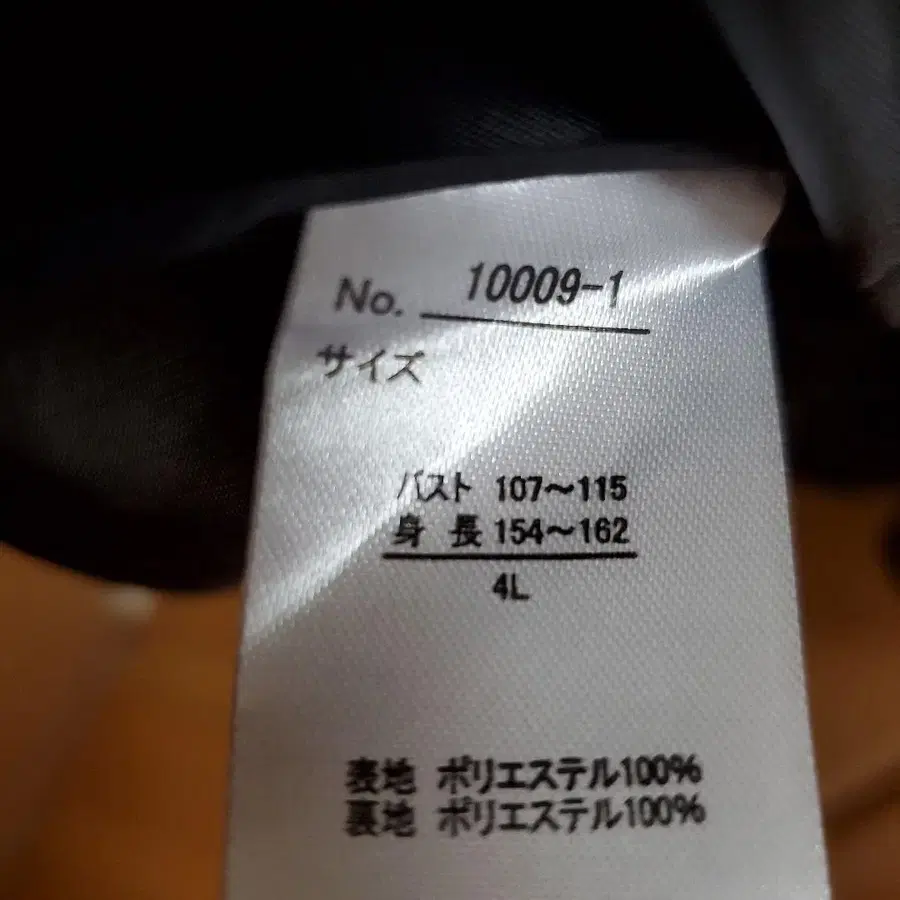 No. 10009-1
サイズ
バスト 107〜115
身 長 154〜162
4L
表地 ポリエステル100%
裏地 ポリエステル100%